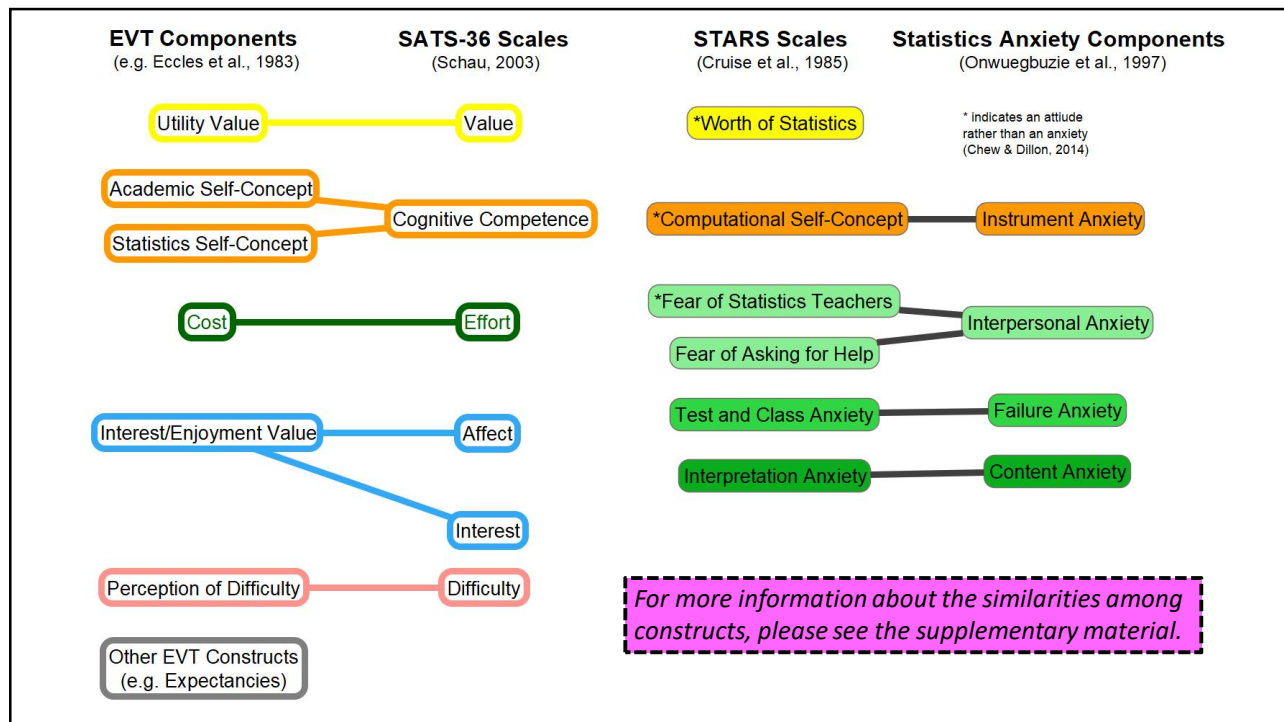 EVT Components
(e.g. Eccles et al., 1983)
SATS-36 Scales
(Schau, 2003)
STARS Scales
(Cruise et al., 1985)
Statistics Anxiety Components
(Onwuegbuzie et al., 1997)
Utility Value
Value
*Worth of Statistics
* indicates an attiude
rather than an anxiety
(Chew & Dillon, 2014)
Academic Self-Concept
Statistics Self-Concept
Cognitive Competence
*Computational Self-Concept
Instrument Anxiety
Cost
Effort
*Fear of Statistics Teachers
Fear of Asking for Help
Interpersonal Anxiety
Interest/Enjoyment Value
Affect
Interest
Test and Class Anxiety
Failure Anxiety
Interpretation Anxiety
Content Anxiety
Perception of Difficulty
Difficulty
For more information about the similarities among
constructs, please see the supplementary material.
Other EVT Constructs
(e.g. Expectancies)